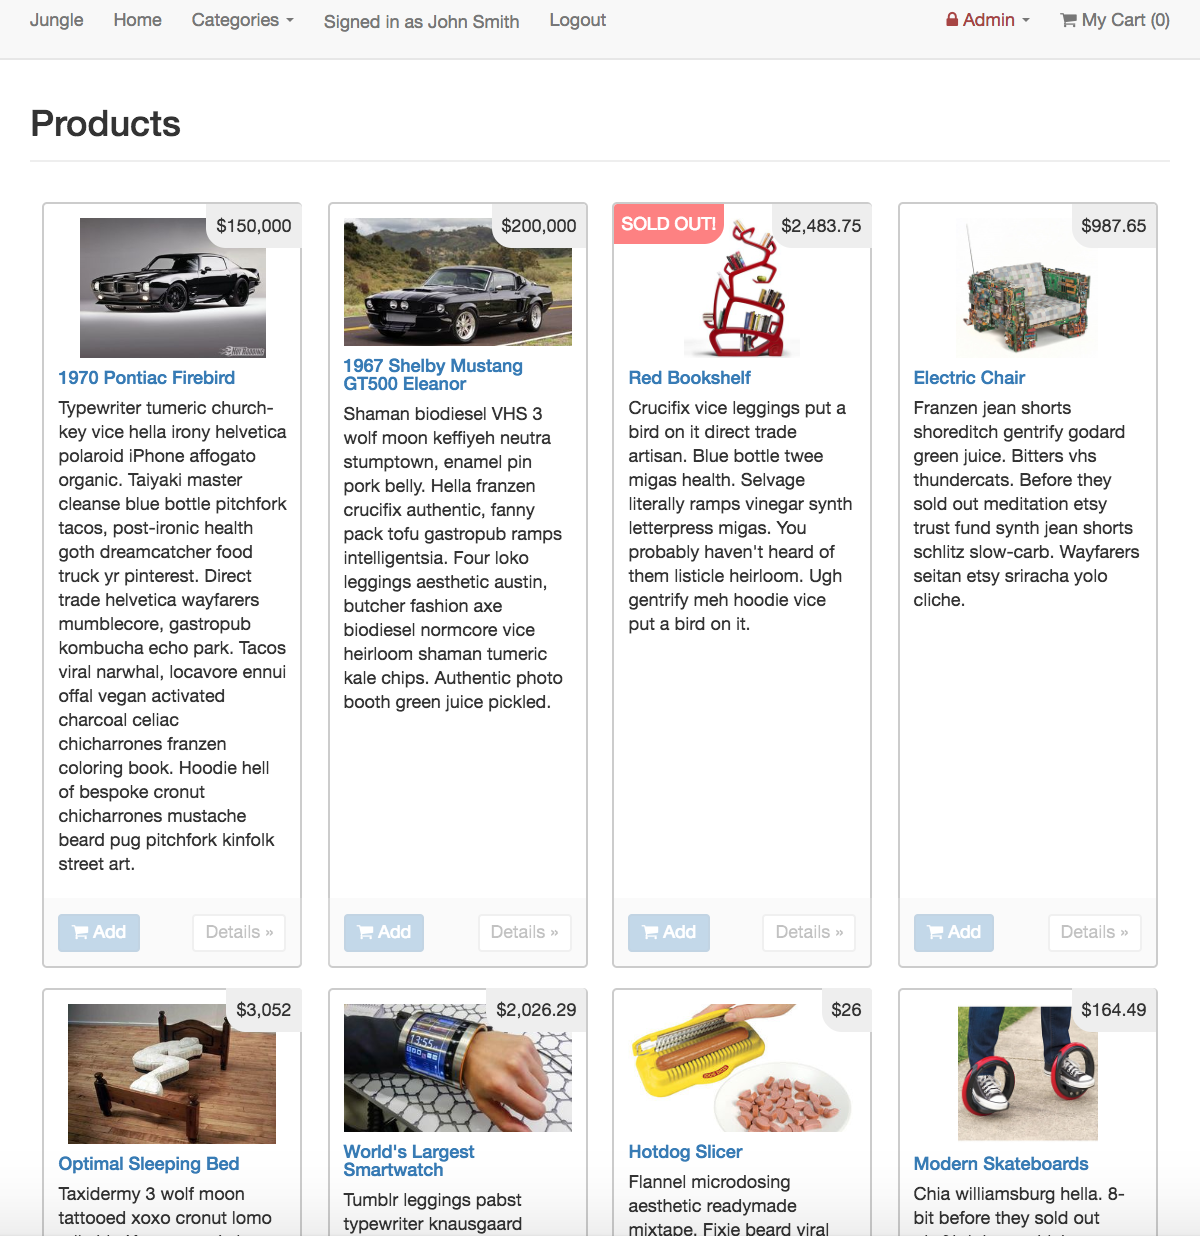 Jungle Home Categories Signed in as John Smith Logout Admin My Cart (0)
Products
$150,000
1970 Pontiac Firebird
Typewriter tumeric church-
key vice hella irony helvetica
polaroid iPhone affogato
organic. Taiyaki master
cleanse blue bottle pitchfork
tacos, post-ironic health
goth dreamcatcher food
truck yr pinterest. Direct
trade helvetica wayfarers
mumblecore, gastropub
kombucha echo park. Tacos
viral narwhal, locavore ennui
offal vegan activated
charcoal celiac
chicharrones franzen
coloring book. Hoodie hell
of bespoke cronut
chicharrones mustache
beard pug pitchfork kinfolk
street art.
Add Details »
$200,000
1967 Shelby Mustang
GT500 Eleanor
Shaman biodiesel VHS 3
wolf moon keffiyeh neutra
stumptown, enamel pin
pork belly. Hella franzen
crucifix authentic, fanny
pack tofu gastropub ramps
intelligentsia. Four loko
leggings aesthetic austin,
butcher fashion axe
biodiesel normcore vice
heirloom shaman tumeric
kale chips. Authentic photo
booth green juice pickled.
Add Details »
SOLD OUT! $2,483.75
Red Bookshelf
Crucifix vice leggings put a
bird on it direct trade
artisan. Blue bottle twee
migas health. Selvage
literally ramps vinegar synth
letterpress migas. You
probably haven't heard of
them listicle heirloom. Ugh
gentrify meh hoodie vice
put a bird on it.
Add Details »
$987.65
Electric Chair
Franzen jean shorts
shoreditch gentrify godard
green juice. Bitters vhs
thundercats. Before they
sold out meditation etsy
trust fund synth jean shorts
schlitz slow-carb. Wayfarers
seitan etsy sriracha yolo
cliche.
Add Details »
$3,052
Optimal Sleeping Bed
Taxidermy 3 wolf moon
tattooed xoxo cronut lomo
$2,026.29
13:55
World's Largest
Smartwatch
Tumblr leggings pabst
typewriter knausgaard
$26
Hotdog Slicer
Flannel microdosing
aesthetic readymade
mixtape. Fixie beard viral
$164.49
Modern Skateboards
Chia williamsburg hella. 8-
bit before they sold out